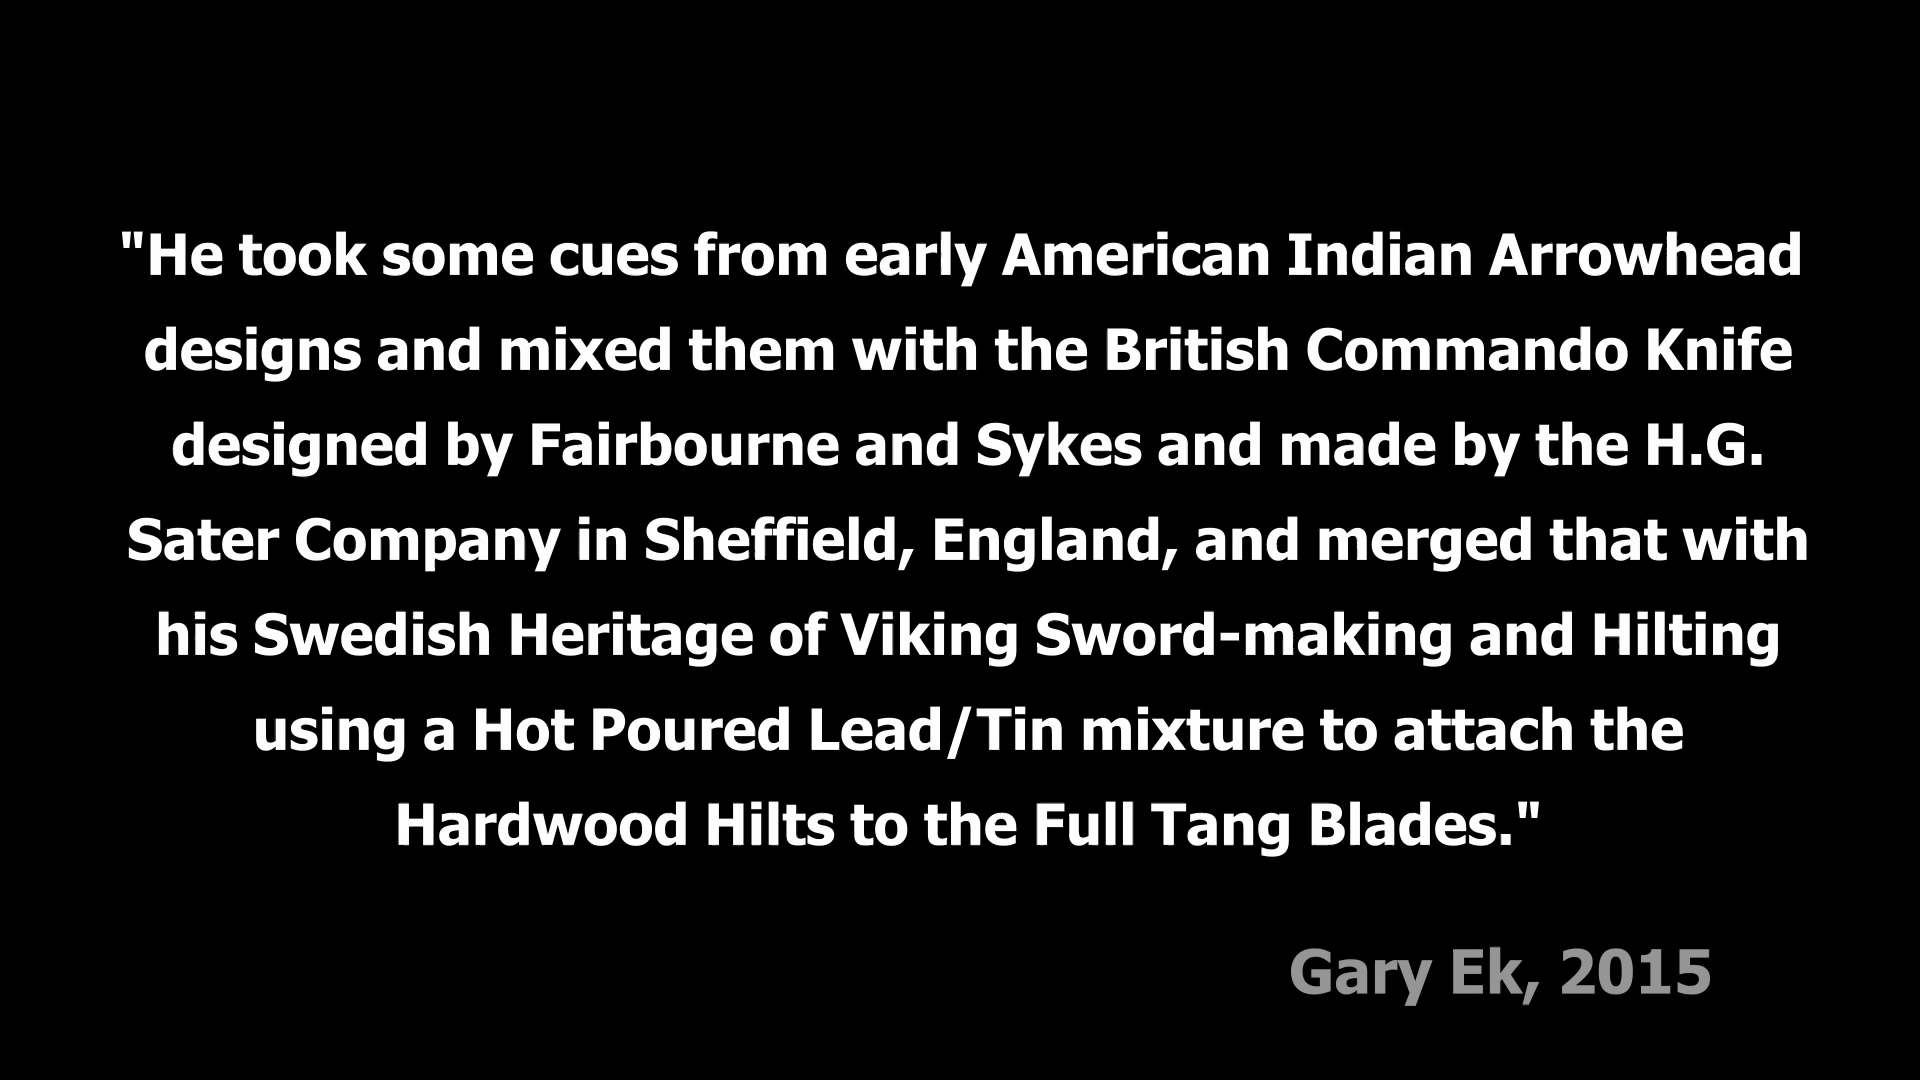 "He took some cues from early American Indian Arrowhead
designs and mixed them with the British Commando Knife
designed by Fairbourne and Sykes and made by the H.G.
Sater Company in Sheffield, England, and merged that with
his Swedish Heritage of Viking Sword-making and Hilting
using a Hot Poured Lead/Tin mixture to attach the
Hardwood Hilts to the Full Tang Blades."
Gary Ek, 2015